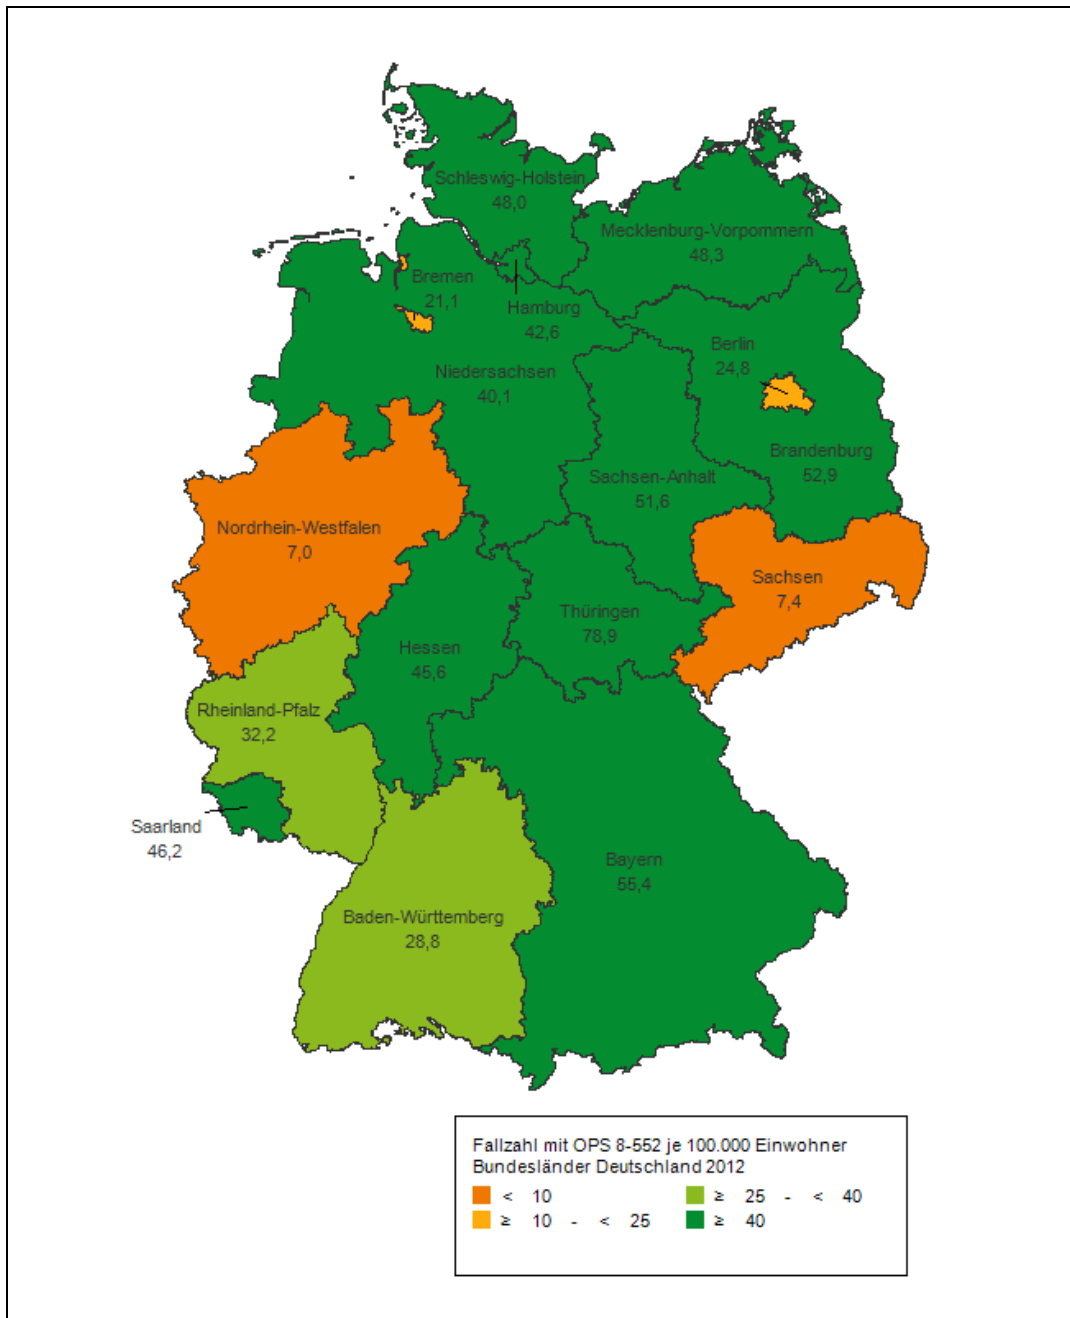 Schleswig-Holstein
48,0
Mecklenburg-Vorpommern
48,3
Bremen
21,1
Hamburg
42,6
Berlin
24,8
Niedersachsen
40,1
Brandenburg
52,9
Sachsen-Anhalt
51,6
Nordrhein-Westfalen
7,0
Sachsen
7,4
Thüringen
78,9
Hessen
45,6
Rheinland-Pfalz
32,2
Saarland
46,2
Bayern
55,4
Baden-Württemberg
28,8
Fallzahl mit OPS 8-552 je 100.000 Einwohner
Bundesländer Deutschland 2012
< 10
≥ 10 - < 25
≥ 25 - < 40
≥ 40